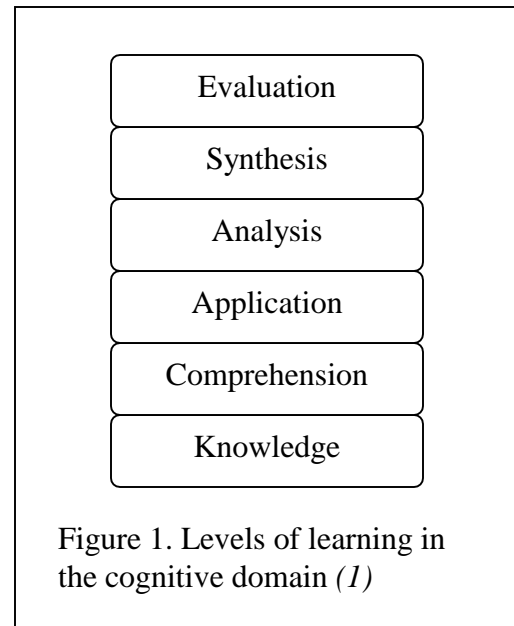 Evaluation
Synthesis
Analysis
Application
Comprehension
Knowledge
Figure 1. Levels of learning in
the cognitive domain (1)